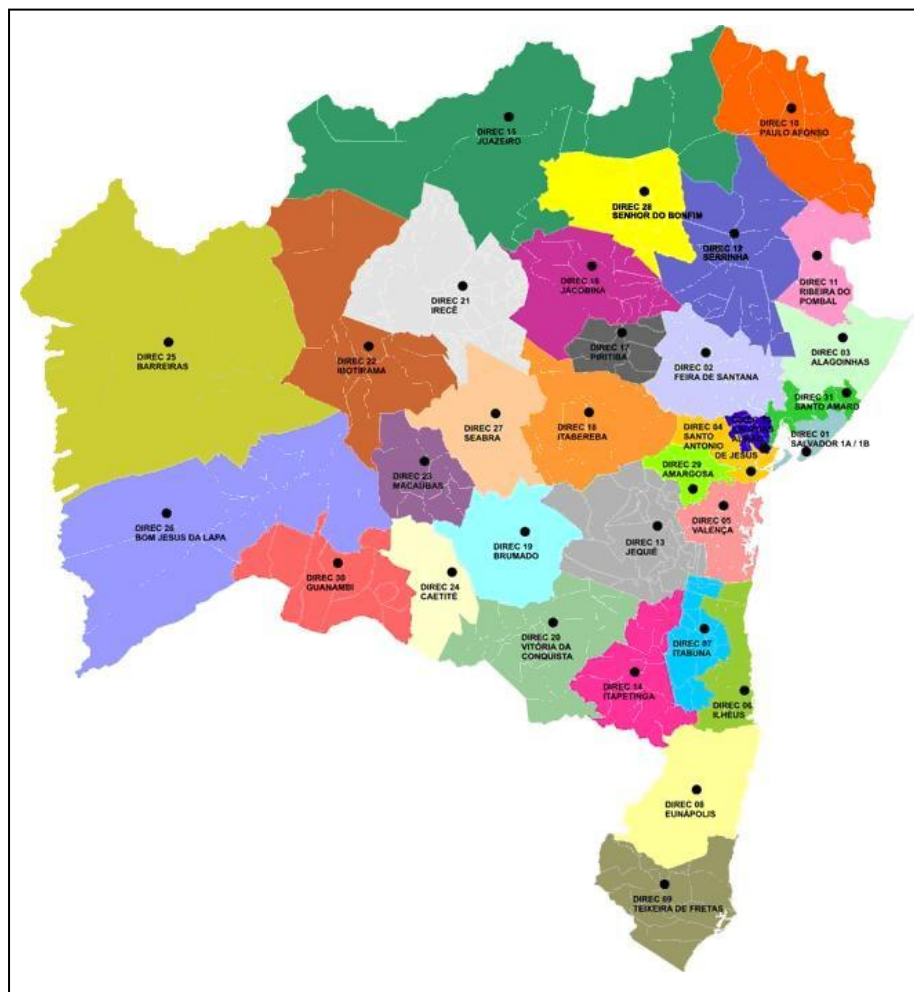 DIREC 10
PAULO AFONSO
DIREC 15
JUAZEIRO
DIREC 28
SENHOR DO BONFIM
DIREC 12
SERRINHA
DIREC 11
RIBEIRA DO
POMBAL
DIREC 16
JACOBINA
DIREC 21
IRECÊ
DIREC 17
PIRITIBA
DIREC 03
ALAGOINHAS
DIREC 25
BARREIRAS
DIREC 22
IBOTIRAMA
DIREC 02
FEIRA DE SANTANA
DIREC 31
SANTO AMARO
DIREC 27
SEABRA
DIREC 18
ITABEREBA
DIREC 04
SANTO
ANTONIO
DE JESUS
DIREC 01
SALVADOR 1A / 1B
DIREC 29
AMARGOSA
DIREC 23
MACAÚBAS
DIREC 05
VALENÇA
DIREC 26
BOM JESUS DA LAPA
DIREC 19
BRUMADO
DIREC 13
JEQUIÉ
DIREC 30
GUANAMBI
DIREC 24
CAETITÉ
DIREC 20
VITÓRIA DA
CONQUISTA
DIREC 07
ITABUNA
DIREC 14
ITAPETINGA
DIREC 06
ILHÉUS
DIREC 08
EUNÁPOLIS
DIREC 09
TEIXEIRA DE FRETAS